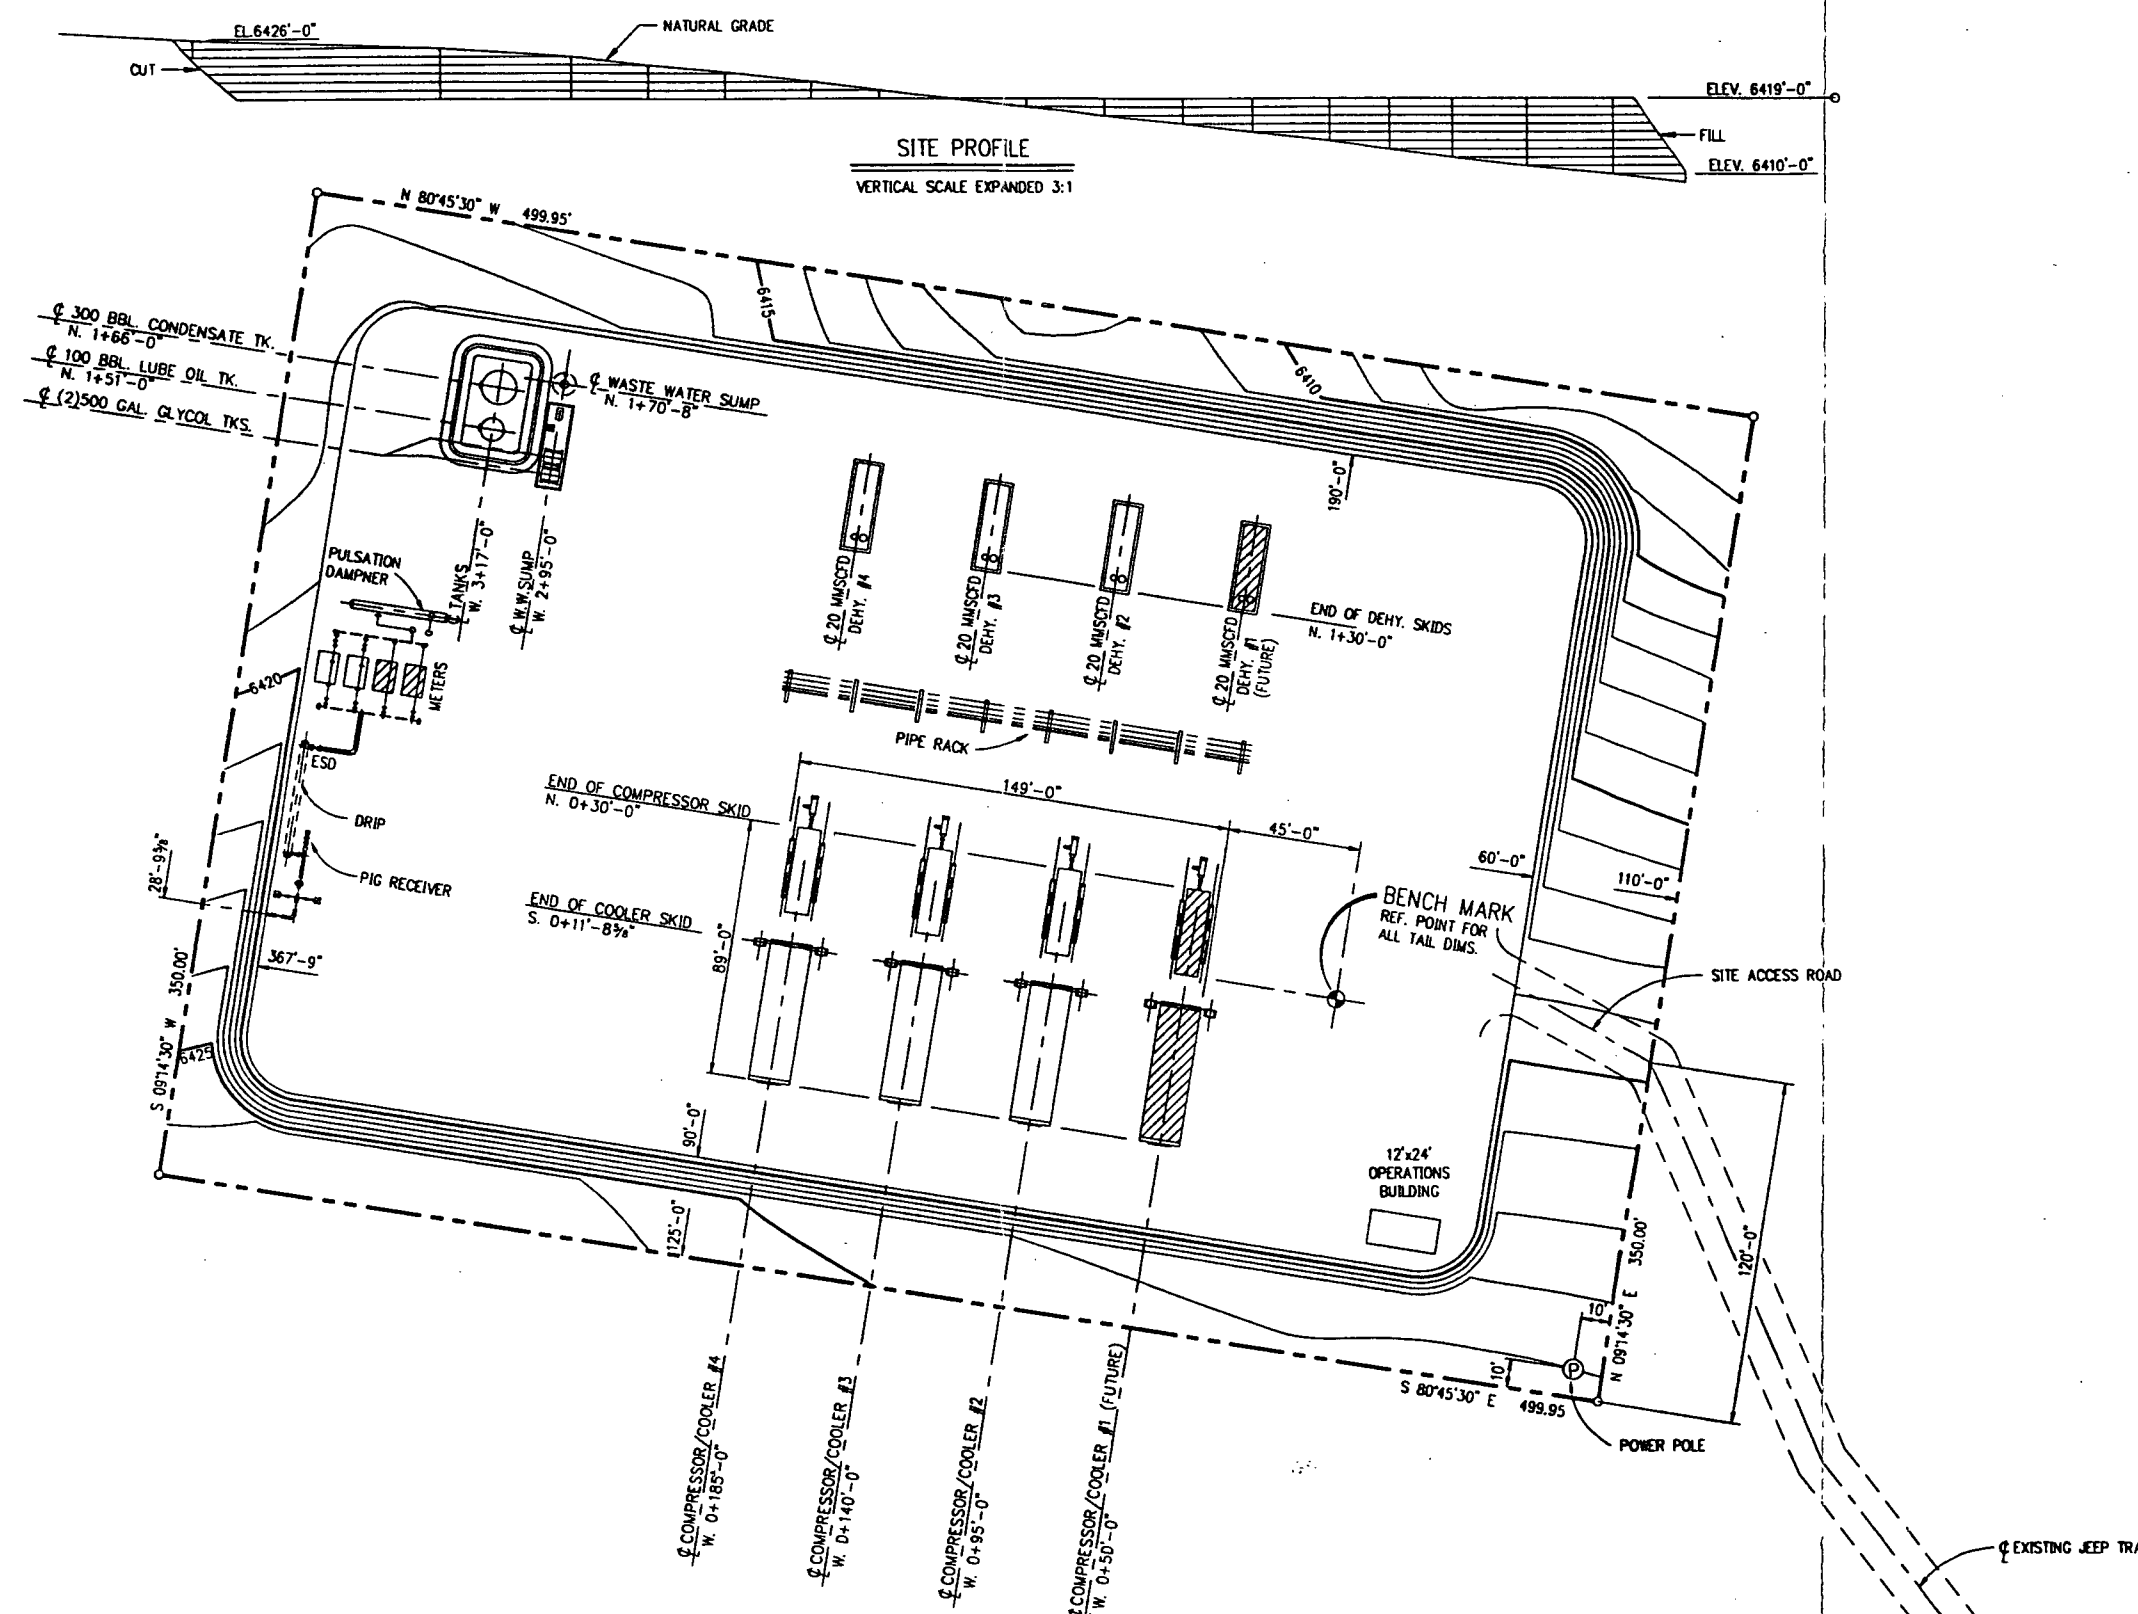 EL.6426'-0"
NATURAL GRADE
CUT
ELEV. 6419'-0"
FILL
ELEV. 6410'-0"
SITE PROFILE
VERTICAL SCALE EXPANDED 3:1
N 80°45'30" W 499.95'
6415
6410
℄ 300 BBL. CONDENSATE TK.
N. 1+66'-0"
℄ 100 BBL. LUBE OIL TK.
N. 1+51'-0"
℄ (2)500 GAL. GLYCOL TKS.
℄ WASTE WATER SUMP
N. 1+70'-8"
190'-0"
PULSATION
DAMPNER
℄ TANKS
W. 3+17'-0"
℄ W.W.SUMP
W. 2+95'-0"
℄ 20 MMSCFD
DEHY. #4
℄ 20 MMSCFD
DEHY. #3
℄ 20 MMSCFD
DEHY. #2
℄ 20 MMSCFD
DEHY. #1
(FUTURE)
END OF DEHY. SKIDS
N. 1+30'-0"
METERS
6420
ESD
PIPE RACK
DRIP
END OF COMPRESSOR SKID
N. 0+30'-0"
149'-0"
45'-0"
60'-0"
110'-0"
28'-9⅝"
PIG RECEIVER
END OF COOLER SKID
S. 0+11'-8⅝"
89'-0"
BENCH MARK
REF. POINT FOR
ALL TAIL DIMS.
SITE ACCESS ROAD
367'-9"
S 09°14'30" W 350.00'
6425
90'-0"
125'-0"
12'x24'
OPERATIONS
BUILDING
120'-0"
N 09°14'30" E 350.00'
10'
10'
P
S 80°45'30" E 499.95
POWER POLE
℄ COMPRESSOR/COOLER #4
W. 0+185'-0"
℄ COMPRESSOR/COOLER #3
W. 0+140'-0"
℄ COMPRESSOR/COOLER #2
W. 0+95'-0"
℄ COMPRESSOR/COOLER #1 (FUTURE)
W. 0+50'-0"
℄ EXISTING JEEP TRA